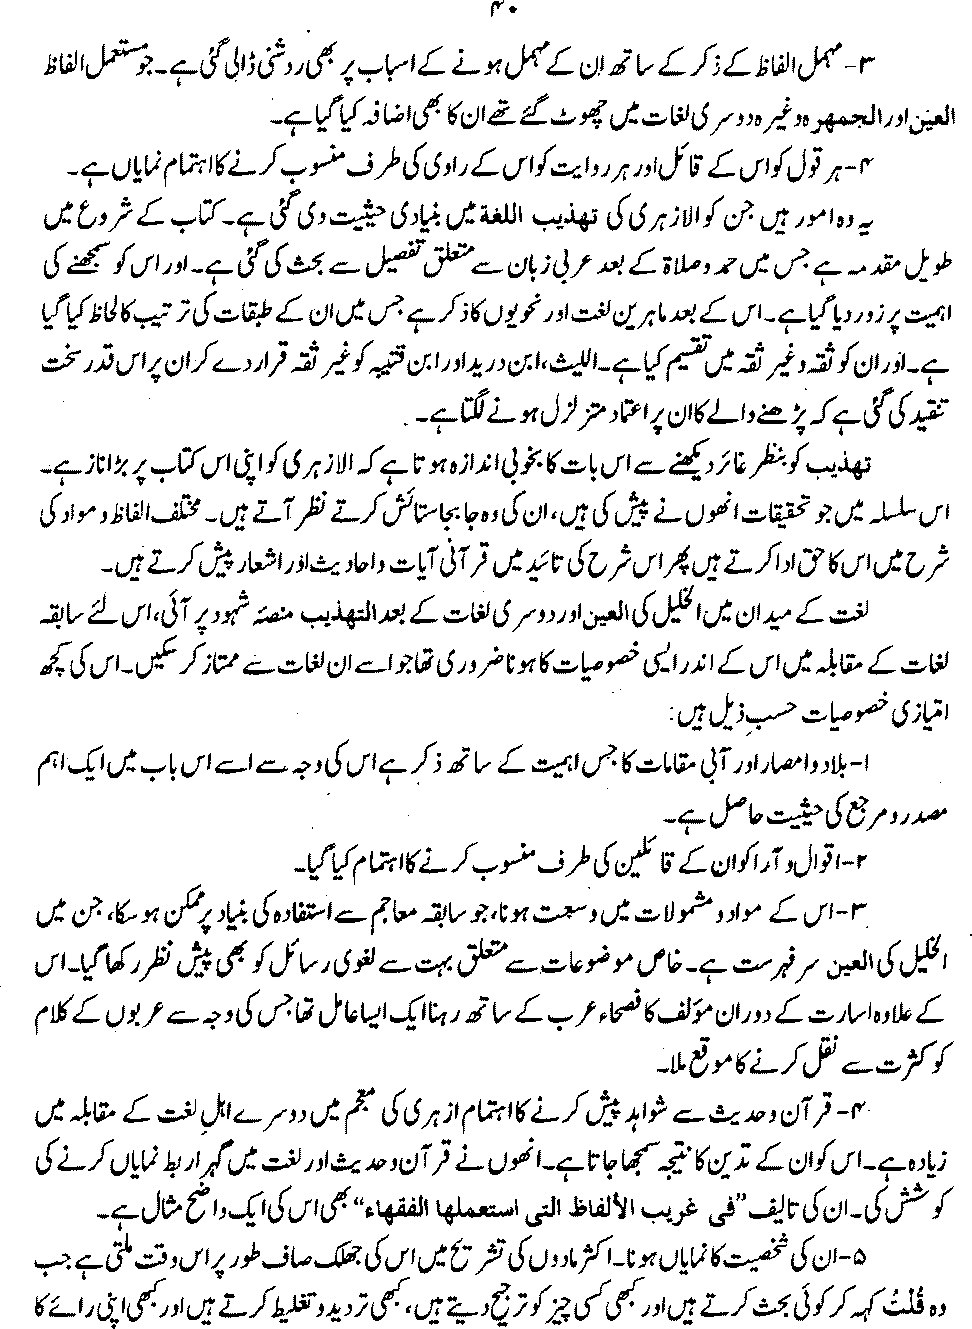 ۴۰
۳- مہمل الفاظ کے ذکر کے ساتھ ان کے مہمل ہونے کے اسباب پر بھی روشنی ڈالی گئی ہے۔ جو مستعمل الفاظ
العین اور الجمہرہ وغیرہ دوسری لغات میں چھوٹ گئے تھے ان کا بھی اضافہ کیا گیا ہے۔
۴- ہر قول کو اس کے قائل اور ہر روایت کو اس کے راوی کی طرف منسوب کرنے کا اہتمام نمایاں ہے۔
یہ وہ امور ہیں جن کو الازہری کی تهذيب اللغة میں بنیادی حیثیت دی گئی ہے۔ کتاب کے شروع میں
طویل مقدمہ ہے جس میں حمد و صلاۃ کے بعد عربی زبان سے متعلق تفصیل سے بحث کی گئی ہے۔ اور اس کو سمجھنے کی
اہمیت پر زور دیا گیا ہے۔ اس کے بعد ماہرین لغت اور نحویوں کا ذکر ہے جس میں ان کے طبقات کی ترتیب کا لحاظ کیا گیا
ہے۔ اور ان کو ثقہ و غیر ثقہ میں تقسیم کیا ہے۔ اللیث، ابن درید اور ابن قتیبہ کو غیر ثقہ قرار دے کر ان پر اس قدر سخت
تنقید کی گئی ہے کہ پڑھنے والے کا ان پر اعتماد متزلزل ہونے لگتا ہے۔
تہذیب کو بنظر غائر دیکھنے سے اس بات کا بخوبی اندازہ ہوتا ہے کہ الازہری کو اپنی اس کتاب پر بڑا ناز ہے۔
اس سلسلہ میں جو تحقیقات انھوں نے پیش کی ہیں، ان کی وہ جابجا ستائش کرتے نظر آتے ہیں۔ مختلف الفاظ و مواد کی
شرح میں اس کا حق ادا کرتے ہیں پھر اس شرح کی تائید میں قرآنی آیات و احادیث اور اشعار پیش کرتے ہیں۔
لغت کے میدان میں الخلیل کی العین اور دوسری لغات کے بعد التهذيب منصۂ شہود پر آئی، اس لئے سابقہ
لغات کے مقابلہ میں اس کے اندر ایسی خصوصیات کا ہونا ضروری تھا جو اسے ان لغات سے ممتاز کر سکیں۔ اس کی کچھ
امتیازی خصوصیات حسب ذیل ہیں:
۱- بلاد و امصار اور آبی مقامات کا جس اہمیت کے ساتھ ذکر ہے اس کی وجہ سے اسے اس باب میں ایک اہم
مصدر و مرجع کی حیثیت حاصل ہے۔
۲- اقوال و آرا کو ان کے قائلین کی طرف منسوب کرنے کا اہتمام کیا گیا۔
۳- اس کے مواد و مشمولات میں وسعت ہونا، جو سابقہ معاجم سے استفادہ کی بنیاد پر ممکن ہو سکا، جن میں
الخلیل کی العین سر فہرست ہے۔ خاص موضوعات سے متعلق بہت سے لغوی رسائل کو بھی پیش نظر رکھا گیا۔ اس
کے علاوہ اسارت کے دوران مؤلف کا فصحاء عرب کے ساتھ رہنا ایک ایسا عامل تھا جس کی وجہ سے عربوں کے کلام
کو کثرت سے نقل کرنے کا موقع ملا۔
۴- قرآن و حدیث سے شواہد پیش کرنے کا اہتمام ازہری کی معجم میں دوسرے اہل لغت کے مقابلہ میں
زیادہ ہے۔ اس کو ان کے تدین کا نتیجہ سمجھا جاتا ہے۔ انھوں نے قرآن و حدیث اور لغت میں گہرا ربط نمایاں کرنے کی
کوشش کی۔ ان کی تالیف "في غريب الألفاظ التى استعملها الفقهاء" بھی اس کی ایک واضح مثال ہے۔
۵- ان کی شخصیت کا نمایاں ہونا۔ اکثر مادوں کی تشریح میں اس کی جھلک صاف طور پر اس وقت ملتی ہے جب
وہ قُلتُ کہہ کر کوئی بحث کرتے ہیں اور کبھی کسی چیز کو ترجیح دیتے ہیں، کبھی تردید و تغلیط کرتے ہیں اور کبھی اپنی رائے کا